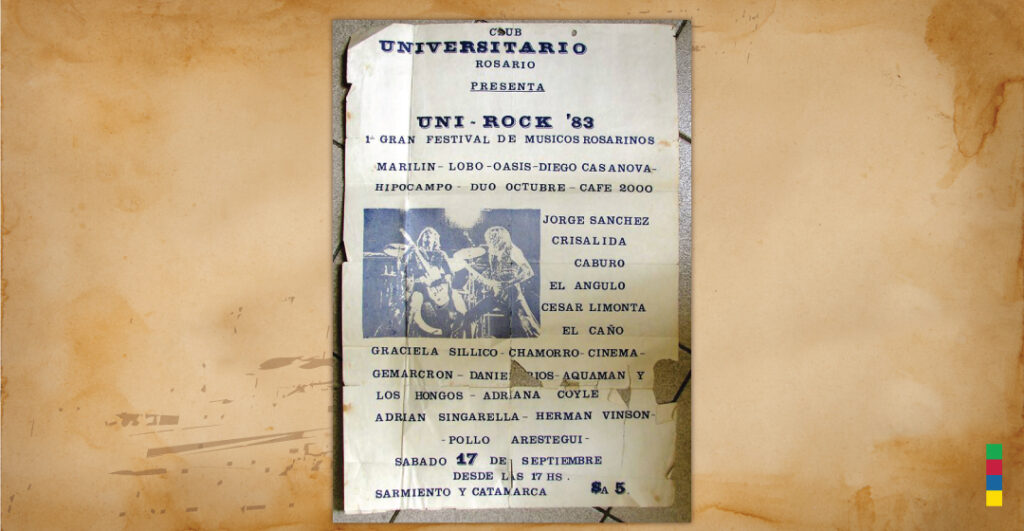 CLUB
UNIVERSITARIO
ROSARIO
PRESENTA
UNI-ROCK '83
1er GRAN FESTIVAL DE MUSICOS ROSARINOS
MARILIN-LOBO-OASIS-DIEGO CASANOVA-
HIPOCAMPO-DUO OCTUBRE-CAFE 2000
JORGE SANCHEZ
CRISALIDA
CABURO
EL ANGULO
CESAR LIMONTA
EL CAÑO
GRACIELA SILLICO-CHAMORRO-CINEMA-
GEMARCRON-RIOS-AQUAMAN Y
LOS HONGOS-ADRIANA COYLE
ADRIAN SINGARELLA-HERMAN VINSON-
-POLLO ARESTEGUI-
SABADO 17 DE SEPTIEMBRE
DESDE LAS 17 HS.
SARMIENTO Y CATAMARCA $A 5.